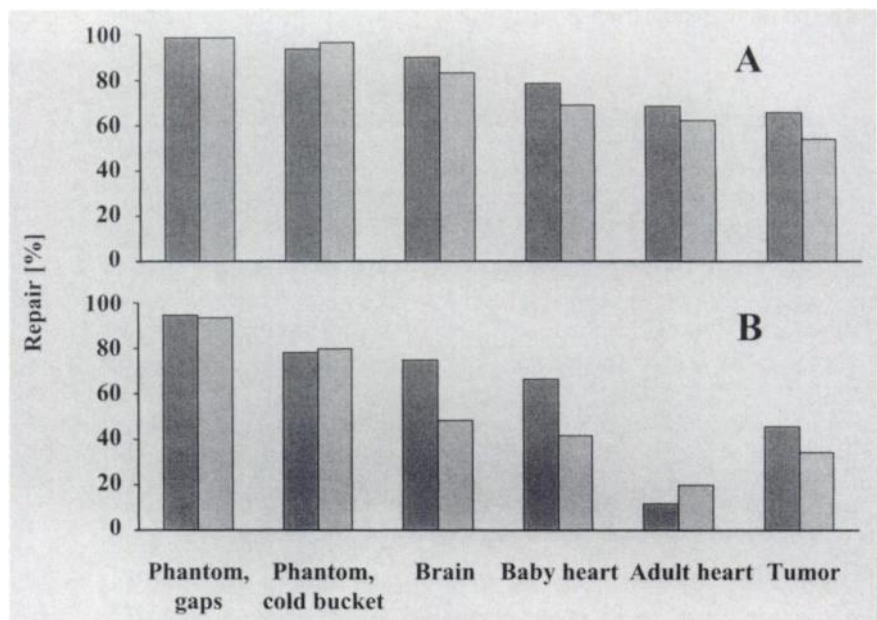 100
A
80
60
40
20
0
Repair [%]
100
B
80
60
40
20
0
Phantom, gaps
Phantom, cold bucket
Brain
Baby heart
Adult heart
Tumor